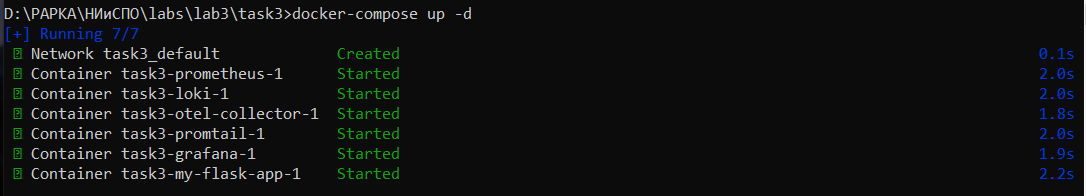 D:\PAPKA\НИиСПО\labs\lab3\task3>docker-compose up -d
[+] Running 7/7
Network task3_default Created 0.1s
Container task3-prometheus-1 Started 2.0s
Container task3-loki-1 Started 2.0s
Container task3-otel-collector-1 Started 1.8s
Container task3-promtail-1 Started 2.0s
Container task3-grafana-1 Started 1.9s
Container task3-my-flask-app-1 Started 2.2s